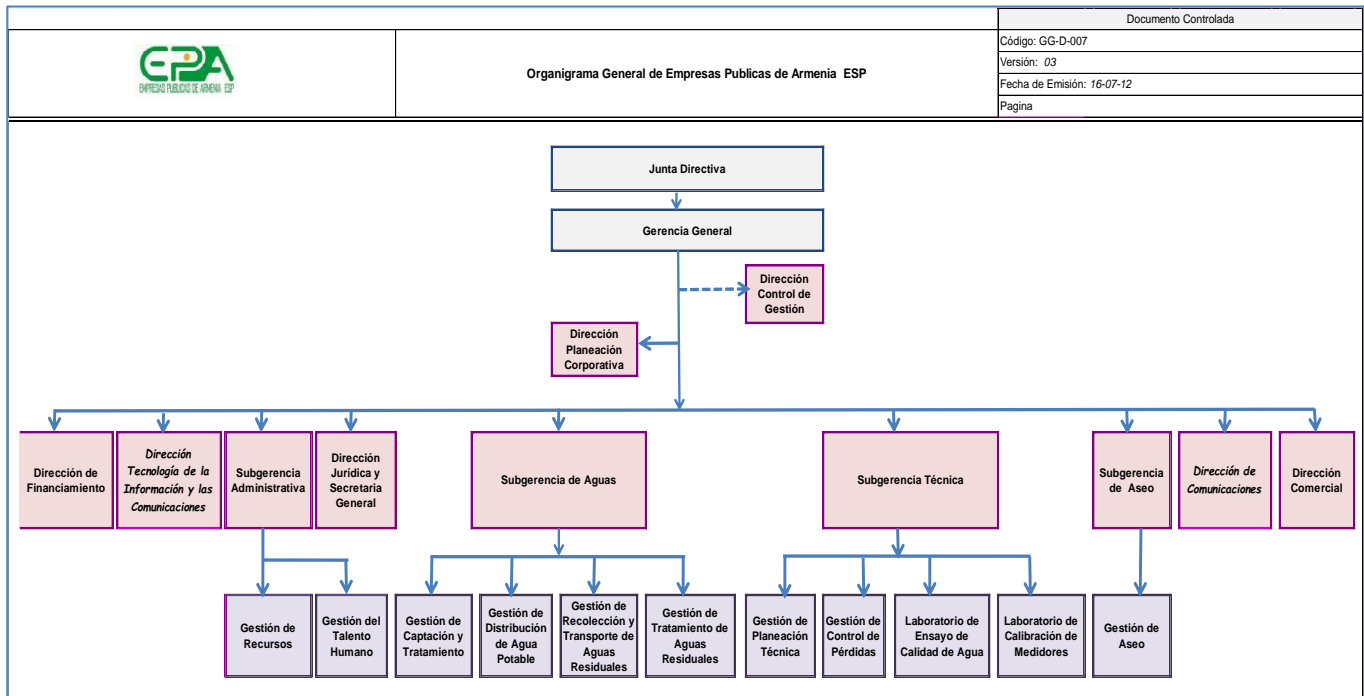 Documento Controlada
EPA
EMPRESAS PUBLICAS DE ARMENIA ESP
Organigrama General de Empresas Publicas de Armenia ESP
Código: GG-D-007
Versión: 03
Fecha de Emisión: 16-07-12
Pagina
Junta Directiva
Gerencia General
Dirección
Control de
Gestión
Dirección
Planeación
Corporativa
Dirección de
Financiamiento
Dirección
Tecnología de la
Información y las
Comunicaciones
Subgerencia
Administrativa
Dirección
Jurídica y
Secretaria
General
Subgerencia de Aguas
Subgerencia Técnica
Subgerencia
de Aseo
Dirección de
Comunicaciones
Dirección
Comercial
Gestión de
Recursos
Gestión del
Talento
Humano
Gestión de
Captación y
Tratamiento
Gestión de
Distribución
de Agua
Potable
Gestión de
Recolección y
Transporte de
Aguas
Residuales
Gestión de
Tratamiento de
Aguas
Residuales
Gestión de
Planeación
Técnica
Gestión de
Control de
Pérdidas
Laboratorio de
Ensayo de
Calidad de Agua
Laboratorio de
Calibración de
Medidores
Gestión de
Aseo